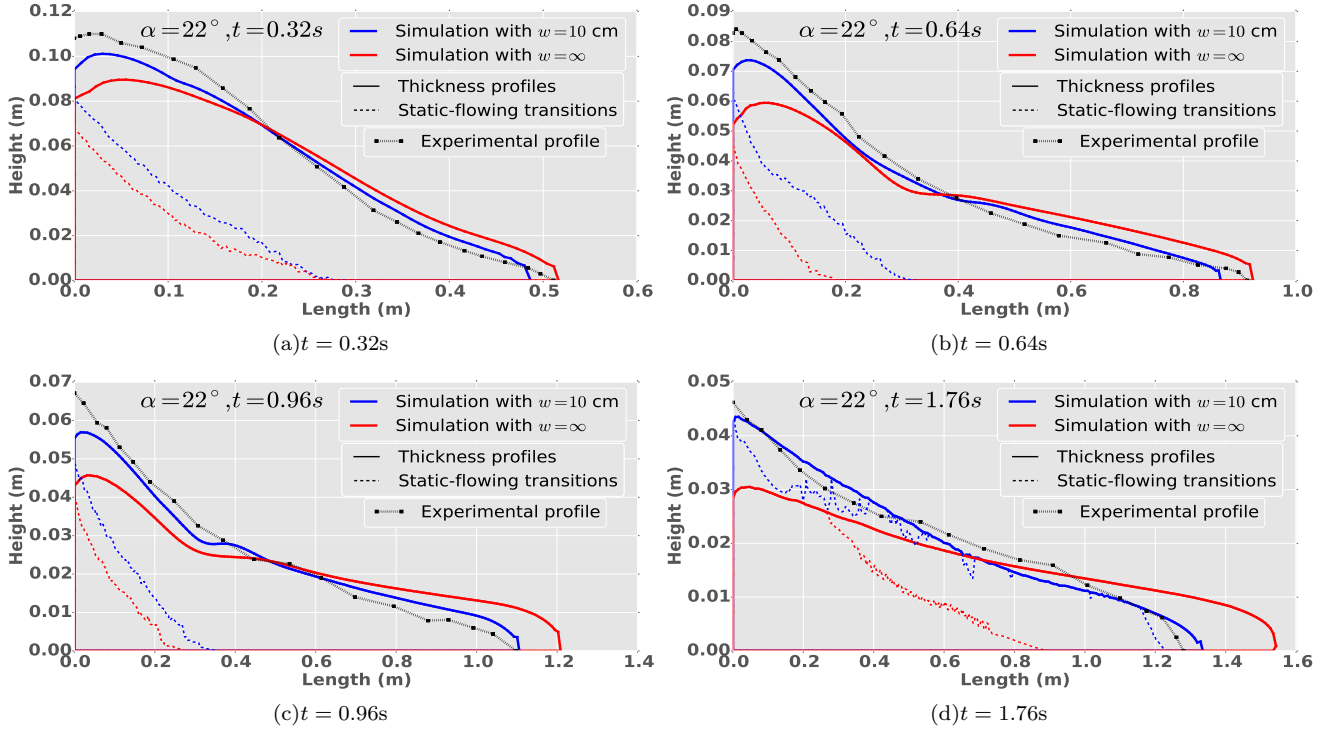 α=22°,t=0.32s
Simulation with w=10 cm
Simulation with w=∞
Thickness profiles
Static-flowing transitions
Experimental profile
Height (m)
0.12
0.10
0.08
0.06
0.04
0.02
0.00
0.0 0.1 0.2 0.3 0.4 0.5 0.6
Length (m)
(a)t = 0.32s
α=22°,t=0.64s
Simulation with w=10 cm
Simulation with w=∞
Thickness profiles
Static-flowing transitions
Experimental profile
Height (m)
0.09
0.08
0.07
0.06
0.05
0.04
0.03
0.02
0.01
0.00
0.0 0.2 0.4 0.6 0.8 1.0
Length (m)
(b)t = 0.64s
α=22°,t=0.96s
Simulation with w=10 cm
Simulation with w=∞
Thickness profiles
Static-flowing transitions
Experimental profile
Height (m)
0.07
0.06
0.05
0.04
0.03
0.02
0.01
0.00
0.0 0.2 0.4 0.6 0.8 1.0 1.2 1.4
Length (m)
(c)t = 0.96s
α=22°,t=1.76s
Simulation with w=10 cm
Simulation with w=∞
Thickness profiles
Static-flowing transitions
Experimental profile
Height (m)
0.05
0.04
0.03
0.02
0.01
0.00
0.0 0.2 0.4 0.6 0.8 1.0 1.2 1.4 1.6
Length (m)
(d)t = 1.76s